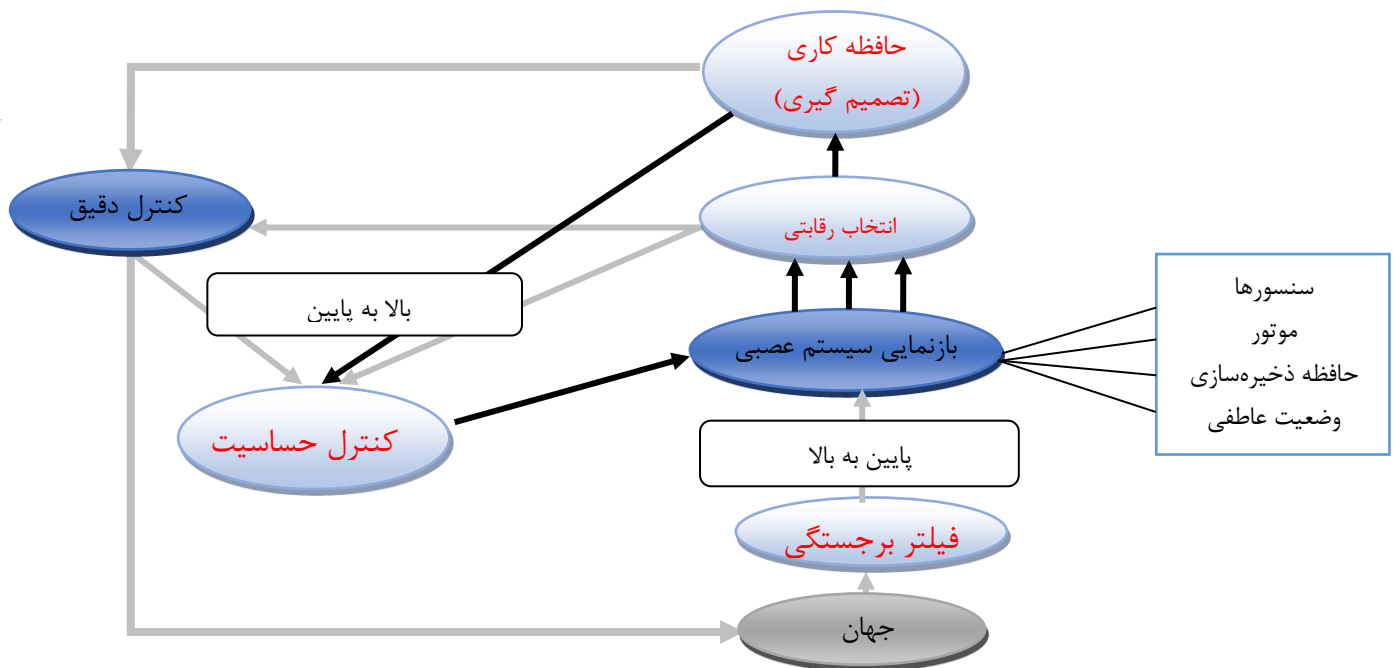 حافظه کاری
(تصمیم گیری)
کنترل دقیق
انتخاب رقابتی
بالا به پایین
سنسورها
موتور
حافظه ذخیره‌سازی
وضعیت عاطفی
بازنمایی سیستم عصبی
کنترل حساسیت
پایین به بالا
فیلتر برجستگی
جهان